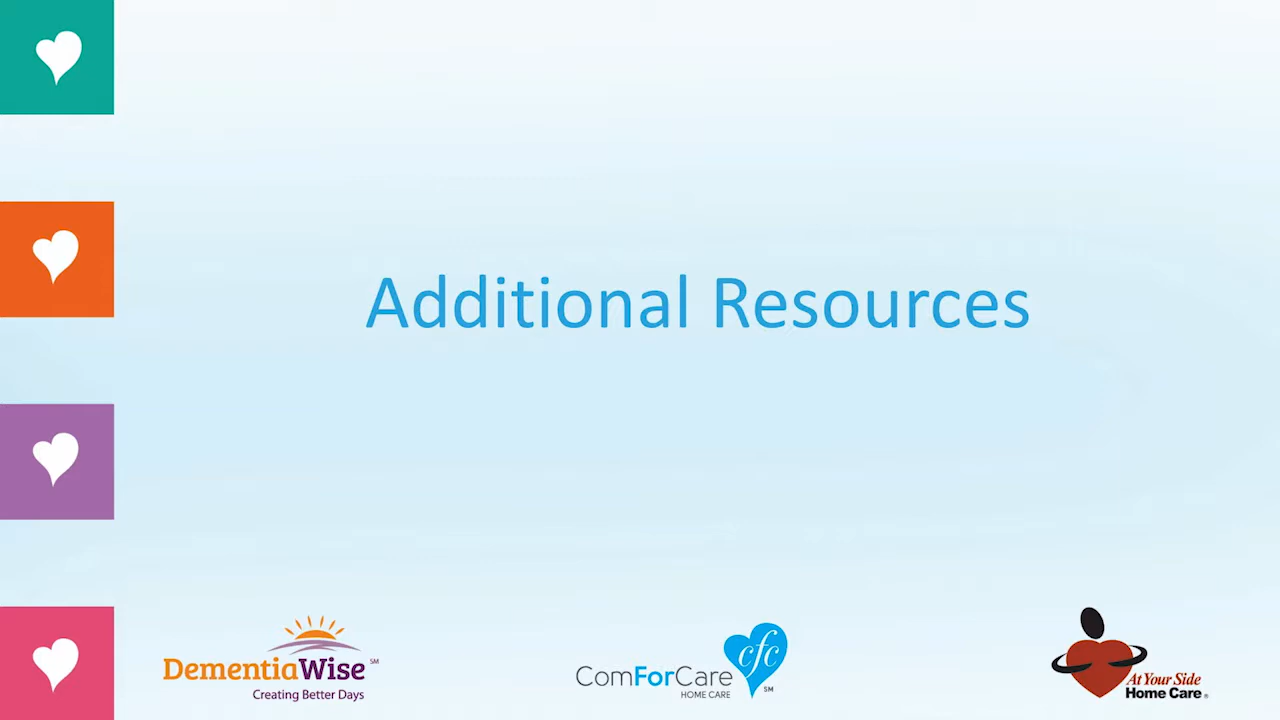 Additional Resources
DementiaWise SM
Creating Better Days
ComForCare
HOME CARE
cfc
SM
At Your Side
Home Care®